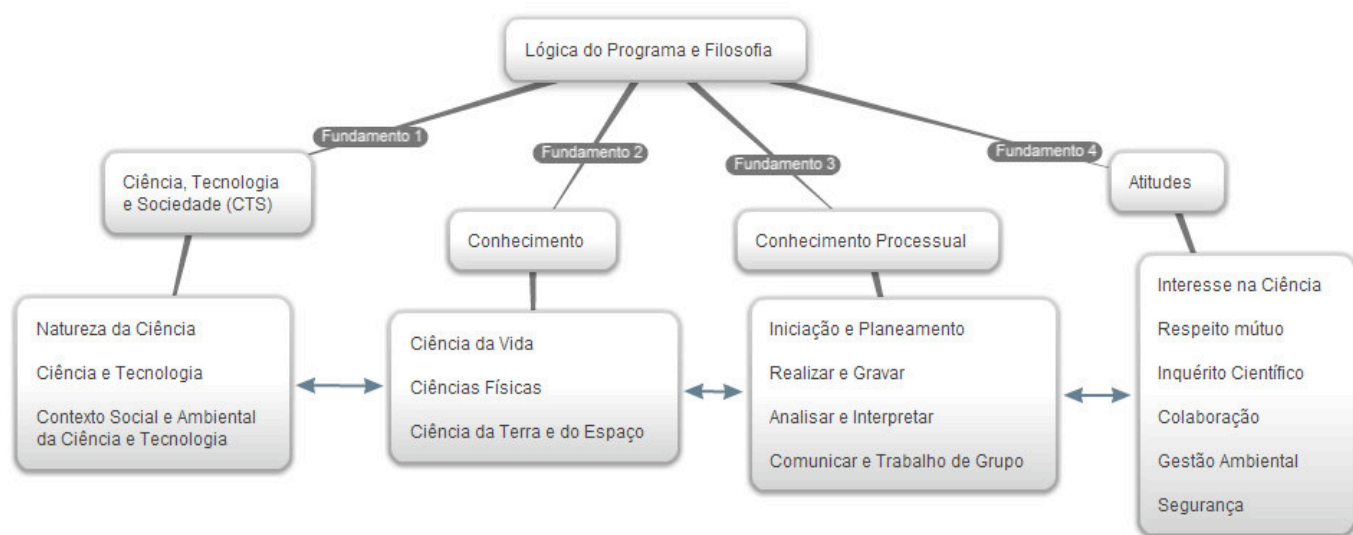 Lógica do Programa e Filosofia
Fundamento 1
Fundamento 2
Fundamento 3
Fundamento 4
Ciência, Tecnologia
e Sociedade (CTS)
Conhecimento
Conhecimento Processual
Atitudes
Natureza da Ciência
Ciência e Tecnologia
Contexto Social e Ambiental
da Ciência e Tecnologia
Ciência da Vida
Ciências Físicas
Ciência da Terra e do Espaço
Iniciação e Planeamento
Realizar e Gravar
Analisar e Interpretar
Comunicar e Trabalho de Grupo
Interesse na Ciência
Respeito mútuo
Inquérito Científico
Colaboração
Gestão Ambiental
Segurança